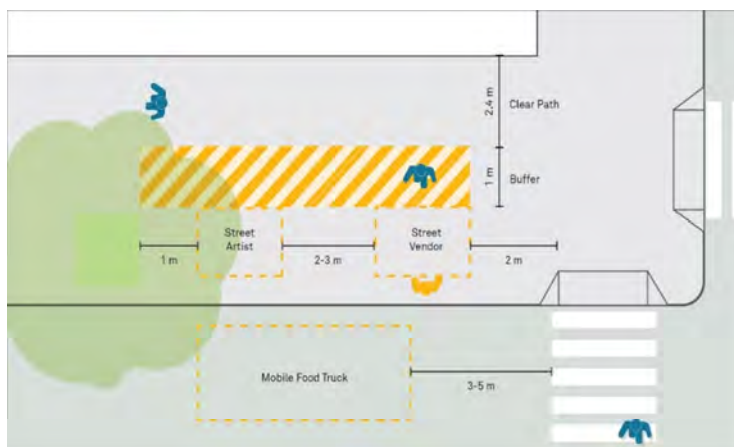 2.4 m
Clear Path
1 m
Buffer
Street
Artist
Street
Vendor
1 m
2-3 m
2 m
Mobile Food Truck
3-5 m